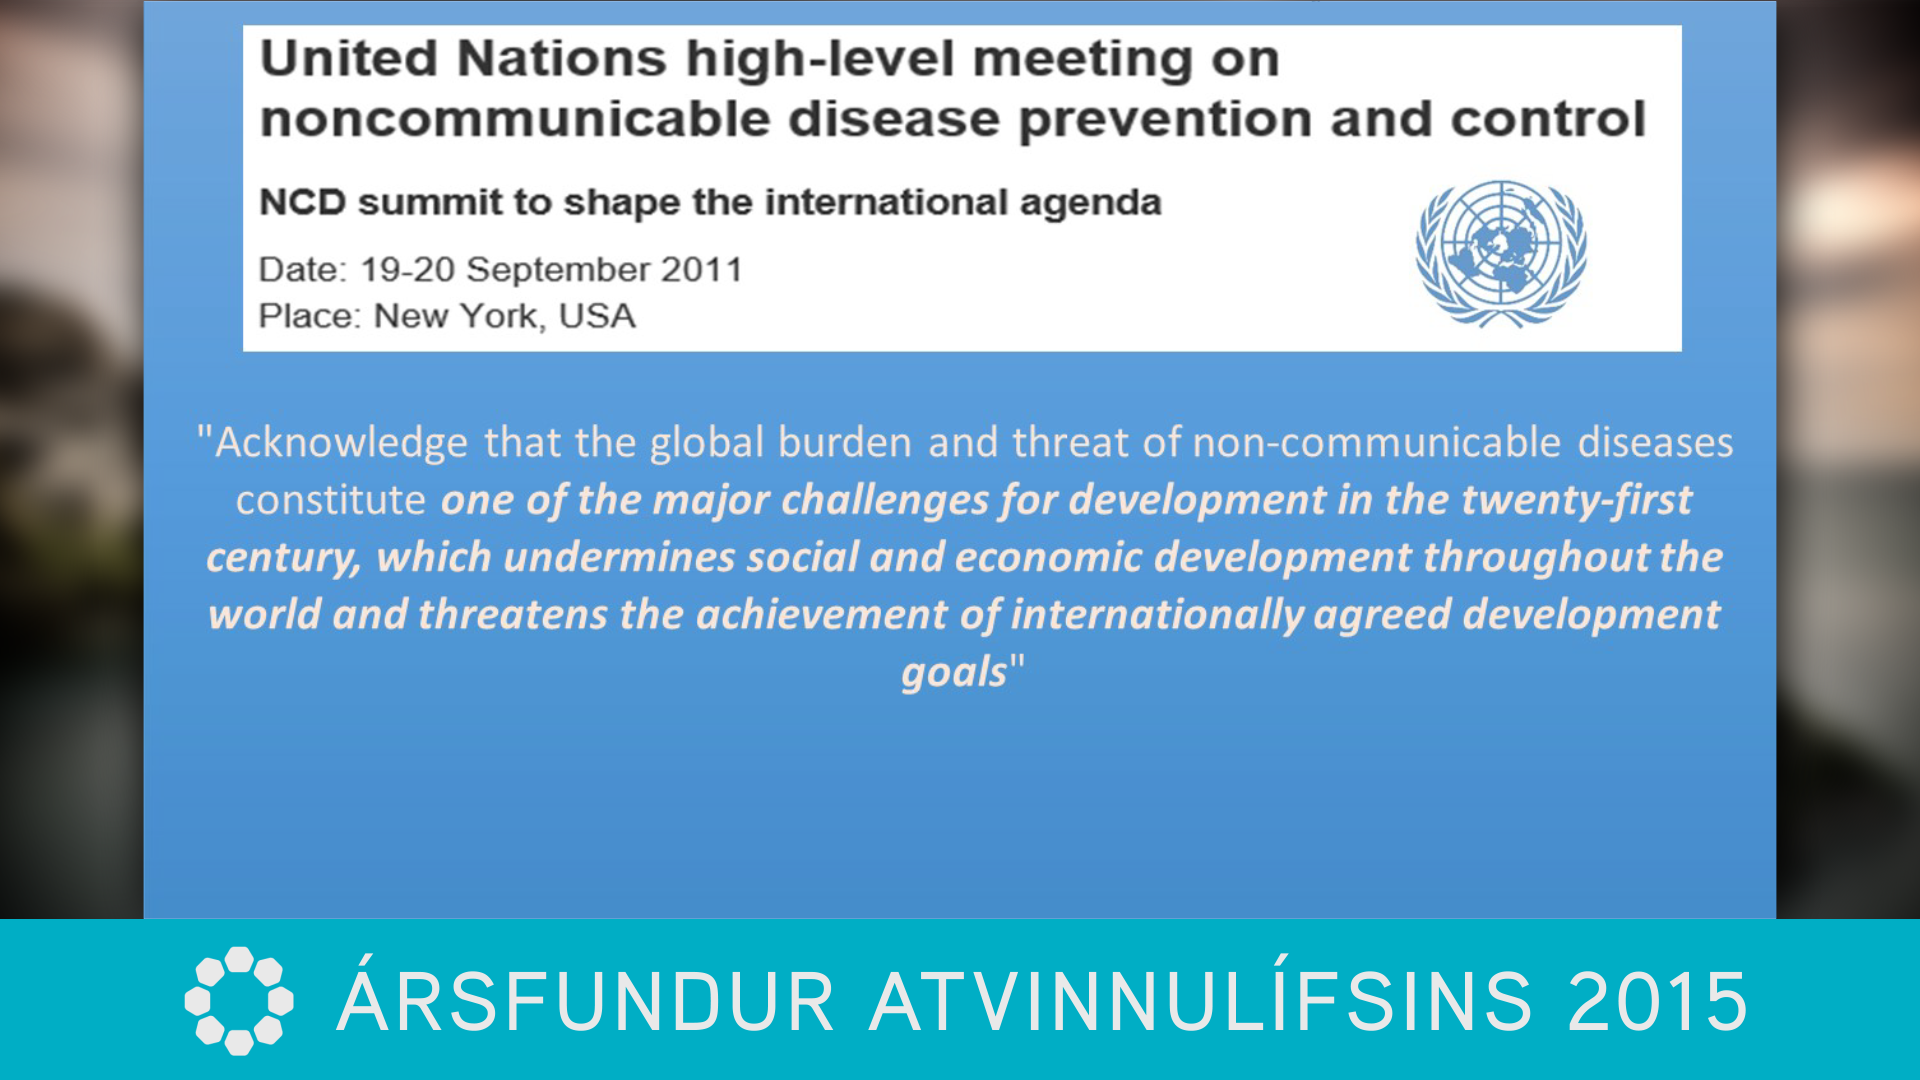 United Nations high-level meeting on
noncommunicable disease prevention and control
NCD summit to shape the international agenda
Date: 19-20 September 2011
Place: New York, USA
"Acknowledge that the global burden and threat of non-communicable diseases
constitute one of the major challenges for development in the twenty-first
century, which undermines social and economic development throughout the
world and threatens the achievement of internationally agreed development
goals"
ÁRSFUNDUR ATVINNULÍFSINS 2015